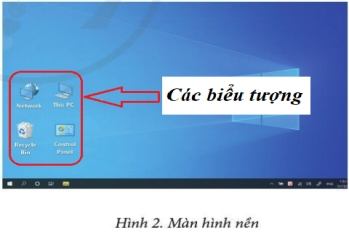 Network
This PC
Các biểu tượng
Recycle
Bin
Control
Panel
Hình 2. Màn hình nền